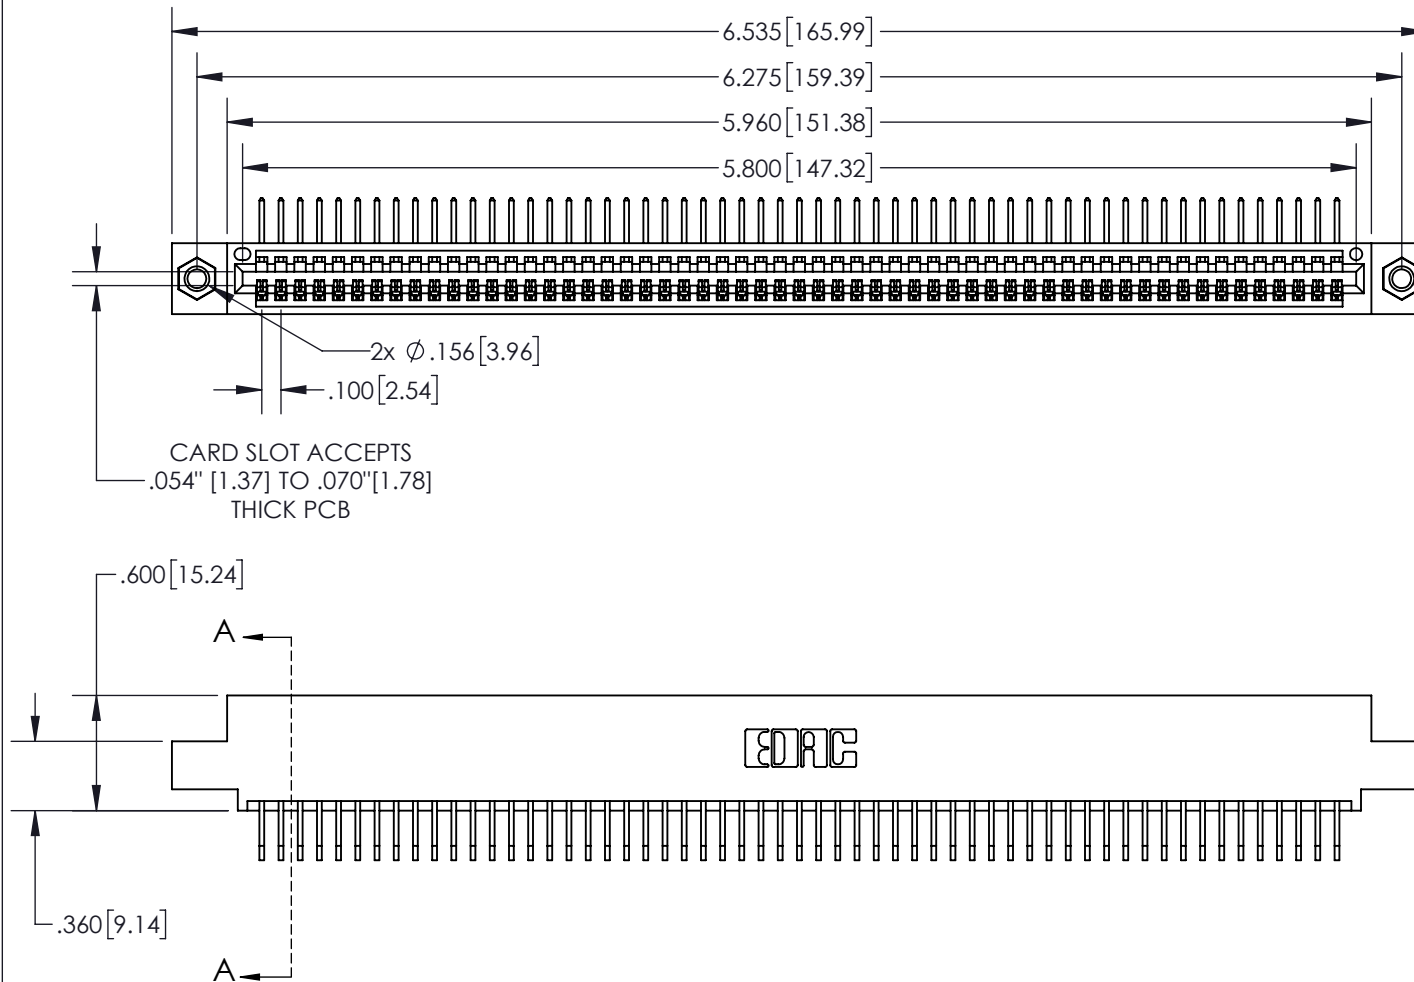 6.535[165.99]
6.275[159.39]
5.960[151.38]
5.800[147.32]
2x Ø.156[3.96]
.100[2.54]
CARD SLOT ACCEPTS
.054" [1.37] TO .070"[1.78]
THICK PCB
.600[15.24]
A
EDAC
.360[9.14]
A